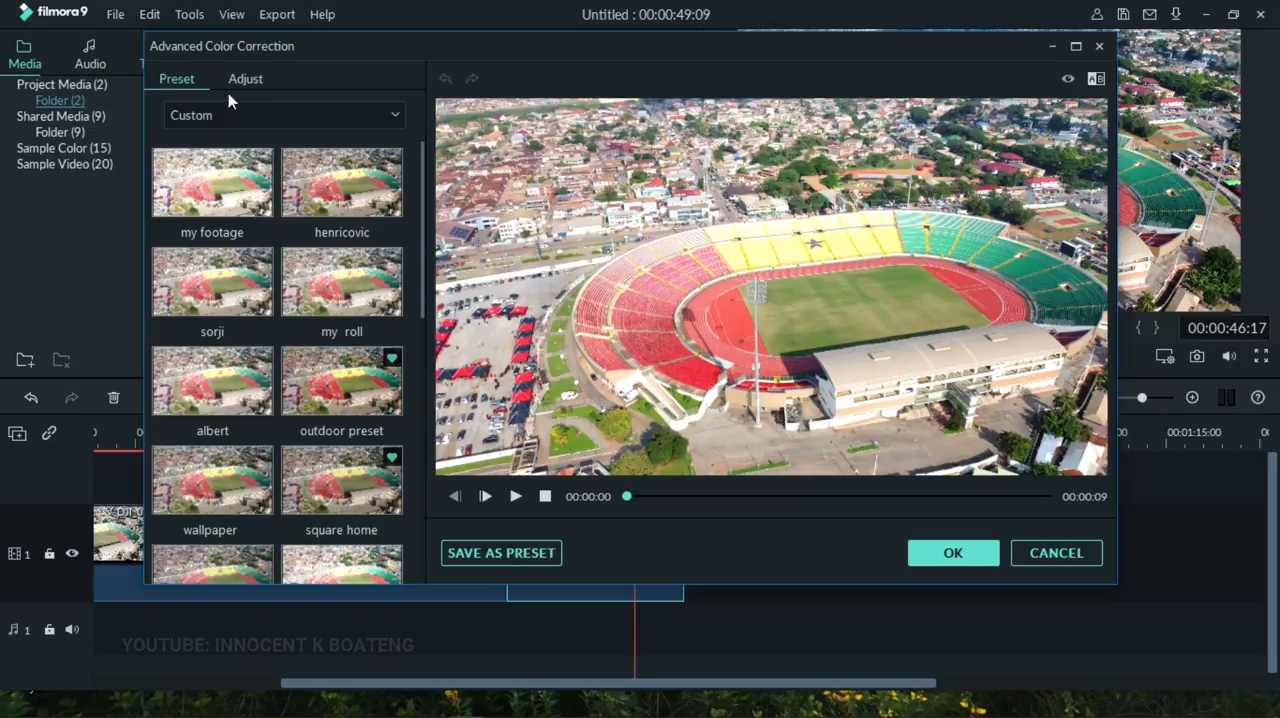 filmora9 File Edit Tools View Export Help Untitled : 00:00:49:09
Media Audio
Project Media (2)
Folder (2)
Shared Media (9)
Folder (9)
Sample Color (15)
Sample Video (20)
Advanced Color Correction
Preset Adjust
Custom
my footage henricovic
sorji my roll
albert outdoor preset
wallpaper square home
AB
00:00:00 00:00:09
SAVE AS PRESET OK CANCEL
{ } 00:00:46:17
00:01:15:00
1
1
YOUTUBE: INNOCENT K BOATENG